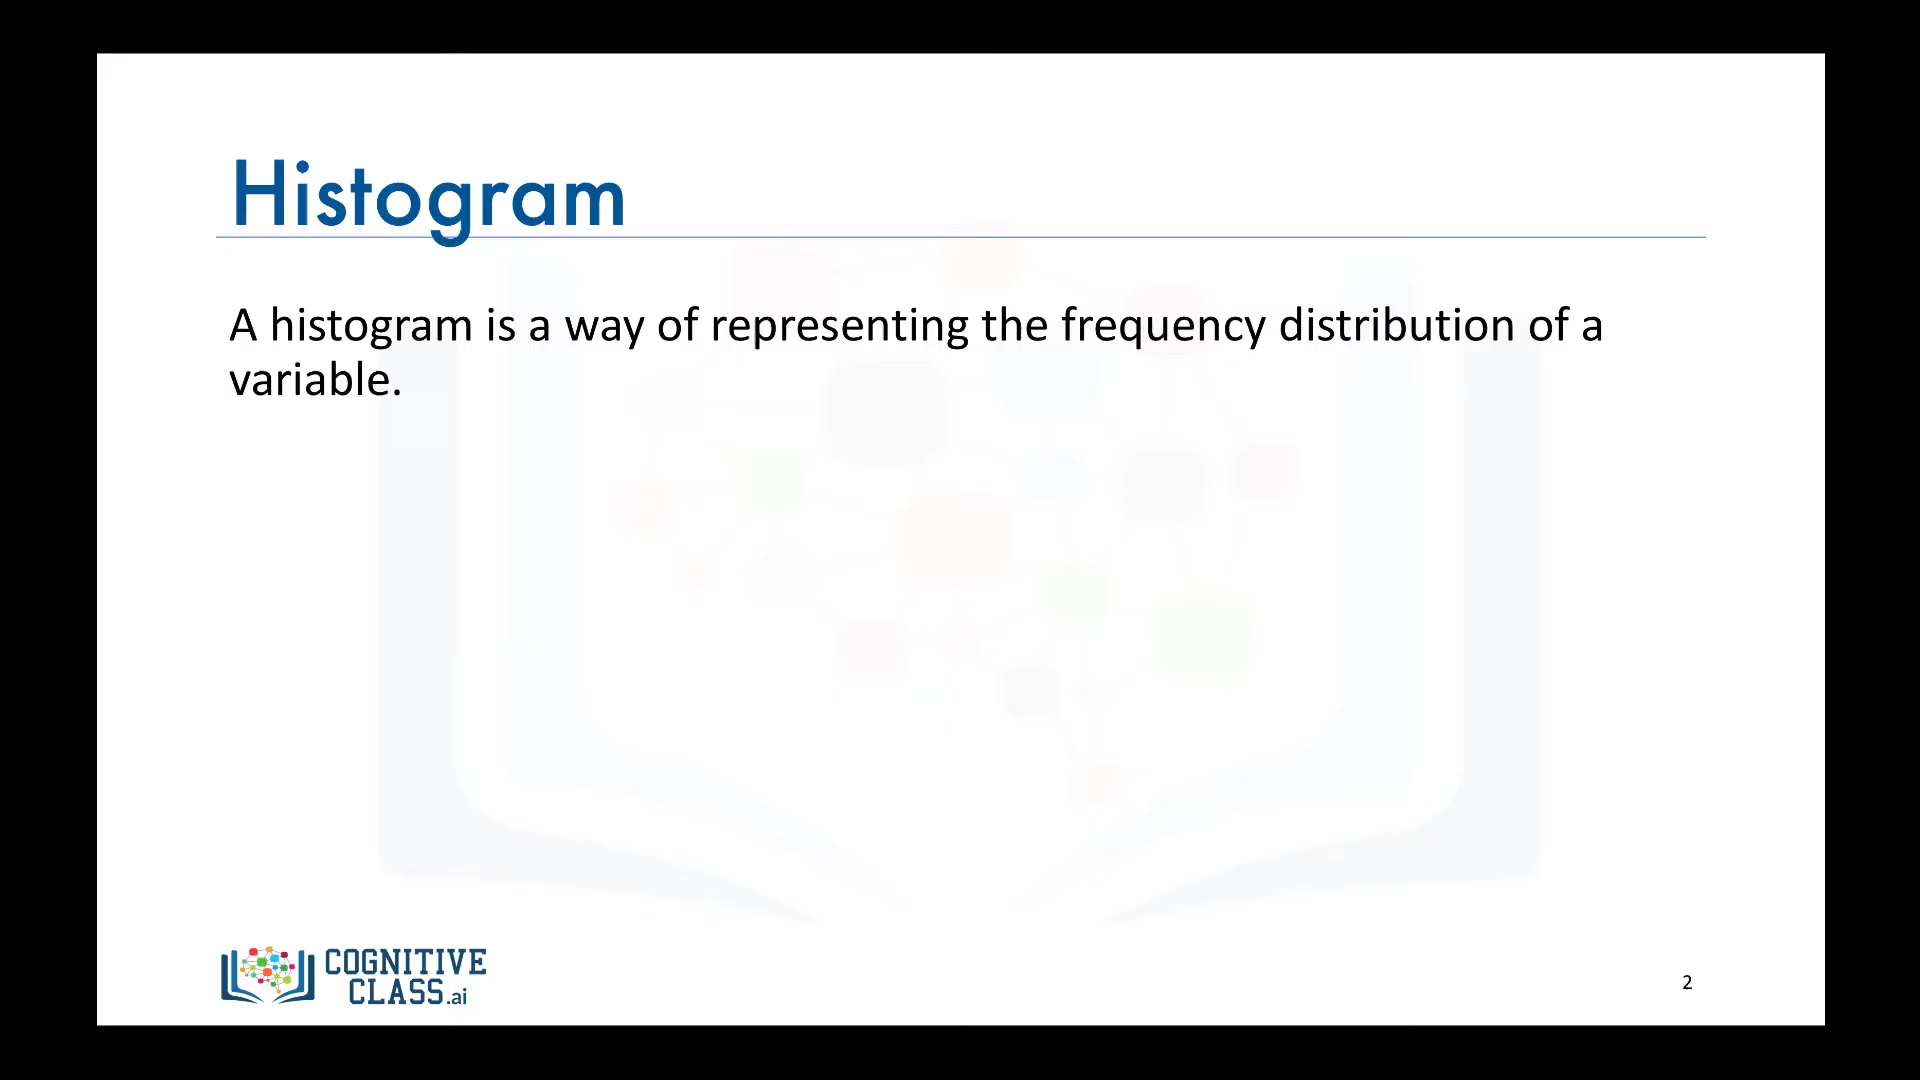 Histogram
A histogram is a way of representing the frequency distribution of a
variable.
COGNITIVE
CLASS.ai
2